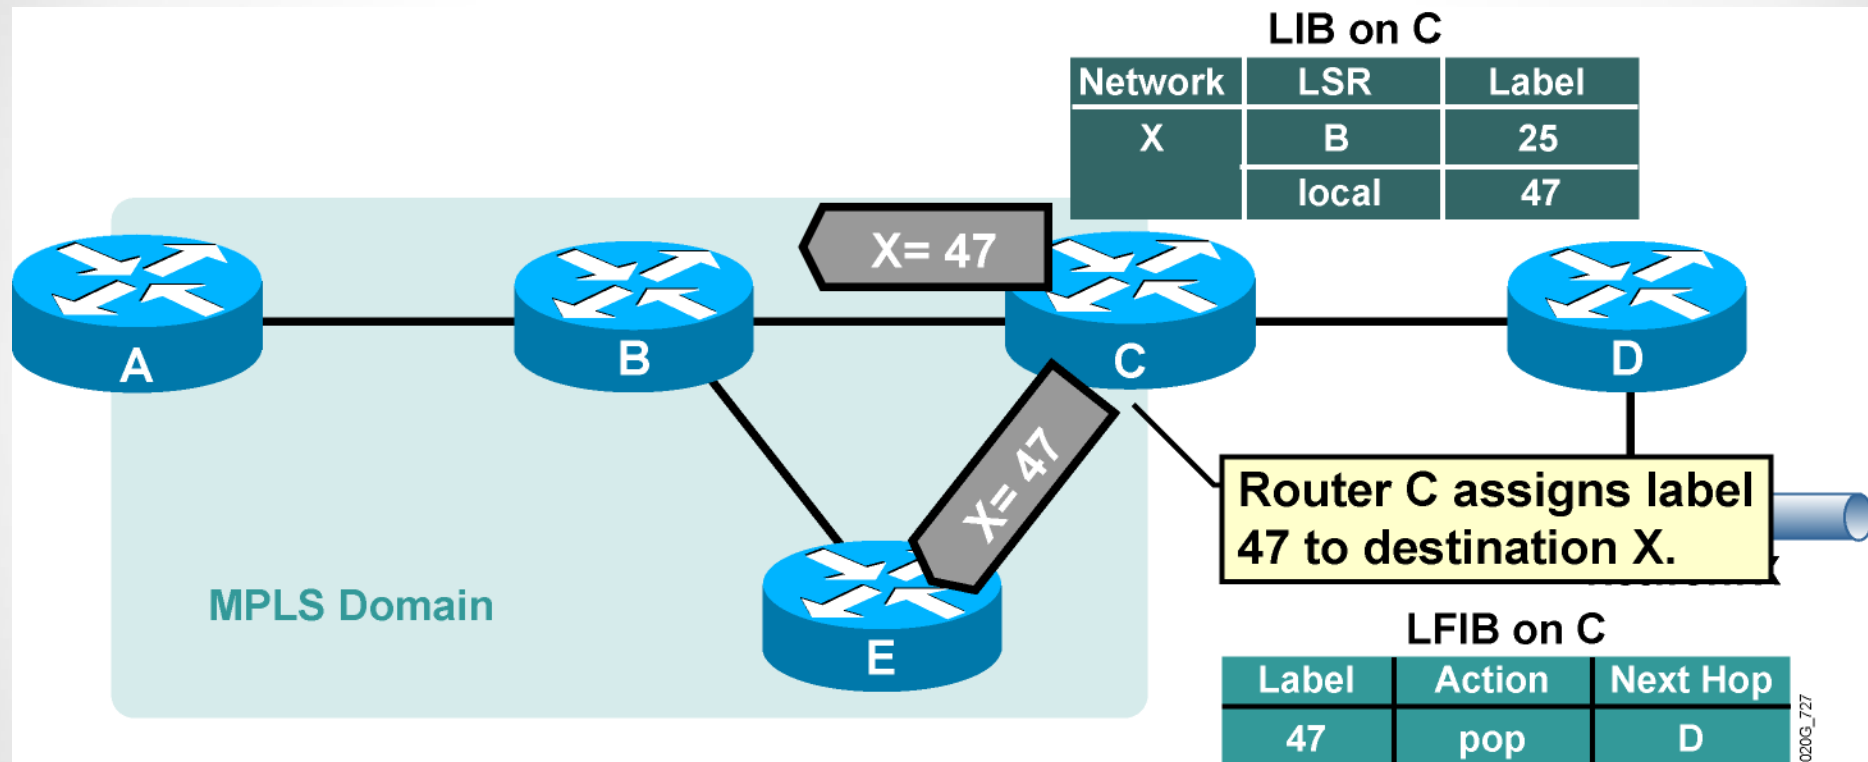 LIB on C
Network LSR Label
X B 25
local 47
X= 47
A
B
C
D
X= 47
Router C assigns label
47 to destination X.
MPLS Domain
E
LFIB on C
Label Action Next Hop
47 pop D
020G_727